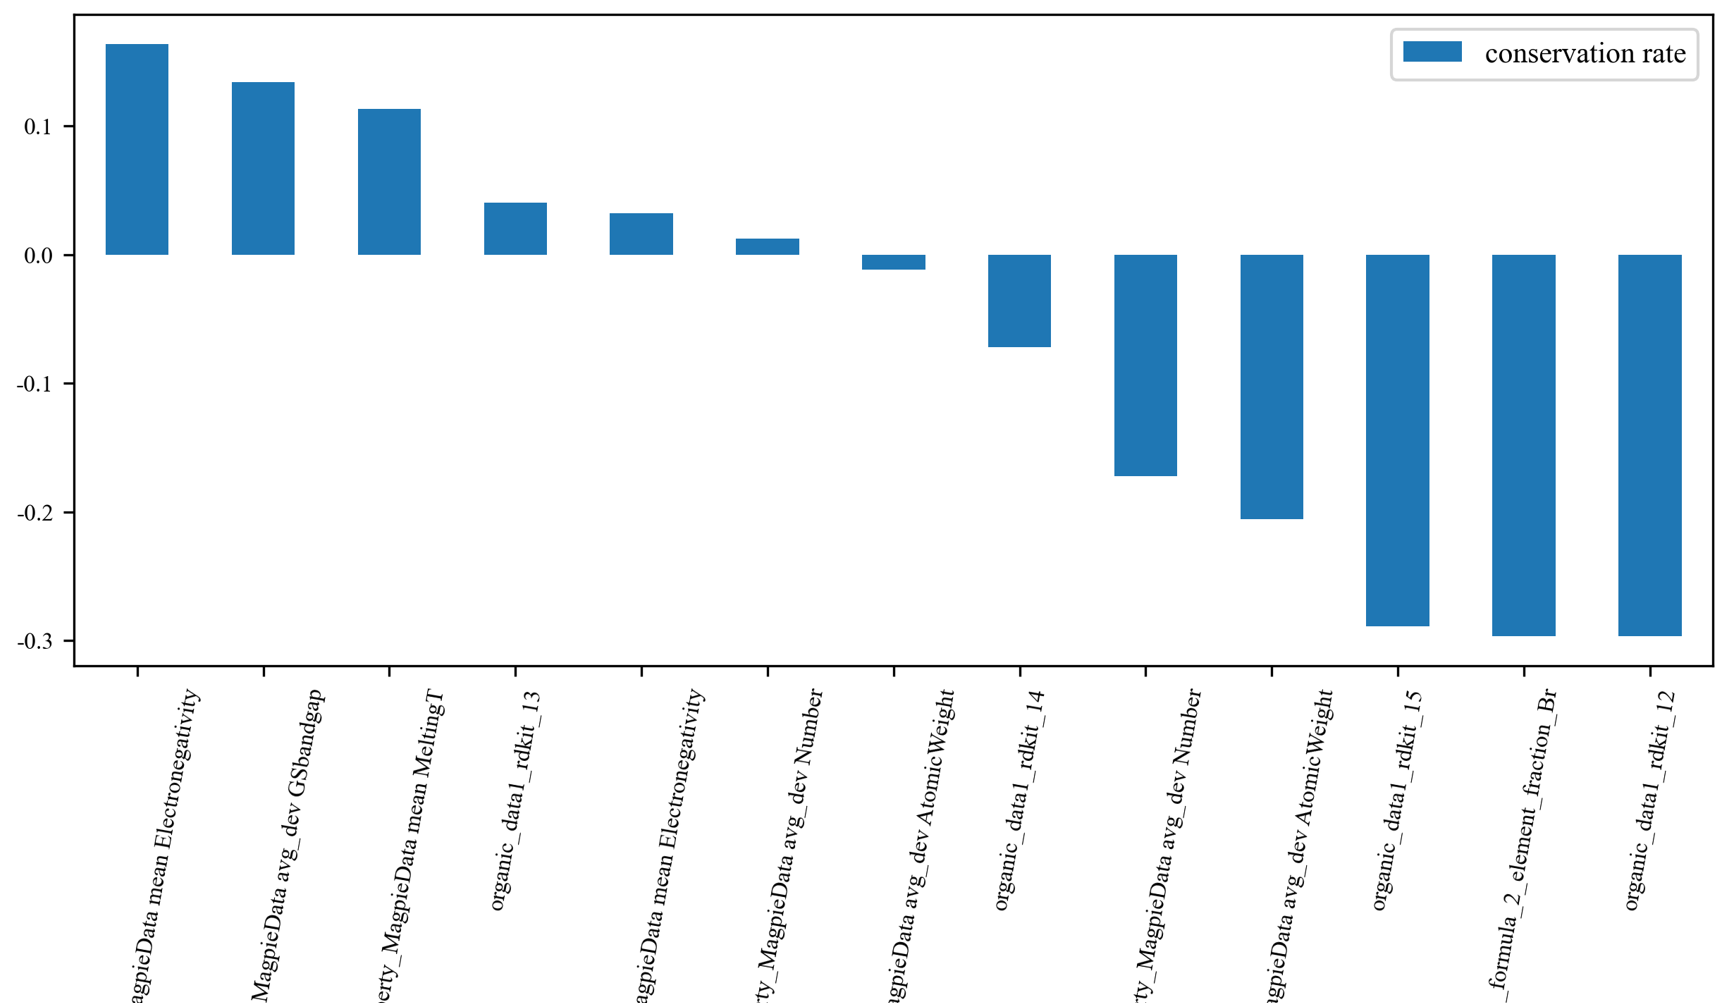 conservation rate
0.1
0.0
-0.1
-0.2
-0.3
agpieData mean Electronegativity
MagpieData avg_dev GSbandgap
perty_MagpieData mean MeltingT
organic_data1_rdkit_13
agpieData mean Electronegativity
rty_MagpieData avg_dev Number
agpieData avg_dev AtomicWeight
organic_data1_rdkit_14
rty_MagpieData avg_dev Number
agpieData avg_dev AtomicWeight
organic_data1_rdkit_15
_formula_2_element_fraction_Br
organic_data1_rdkit_12